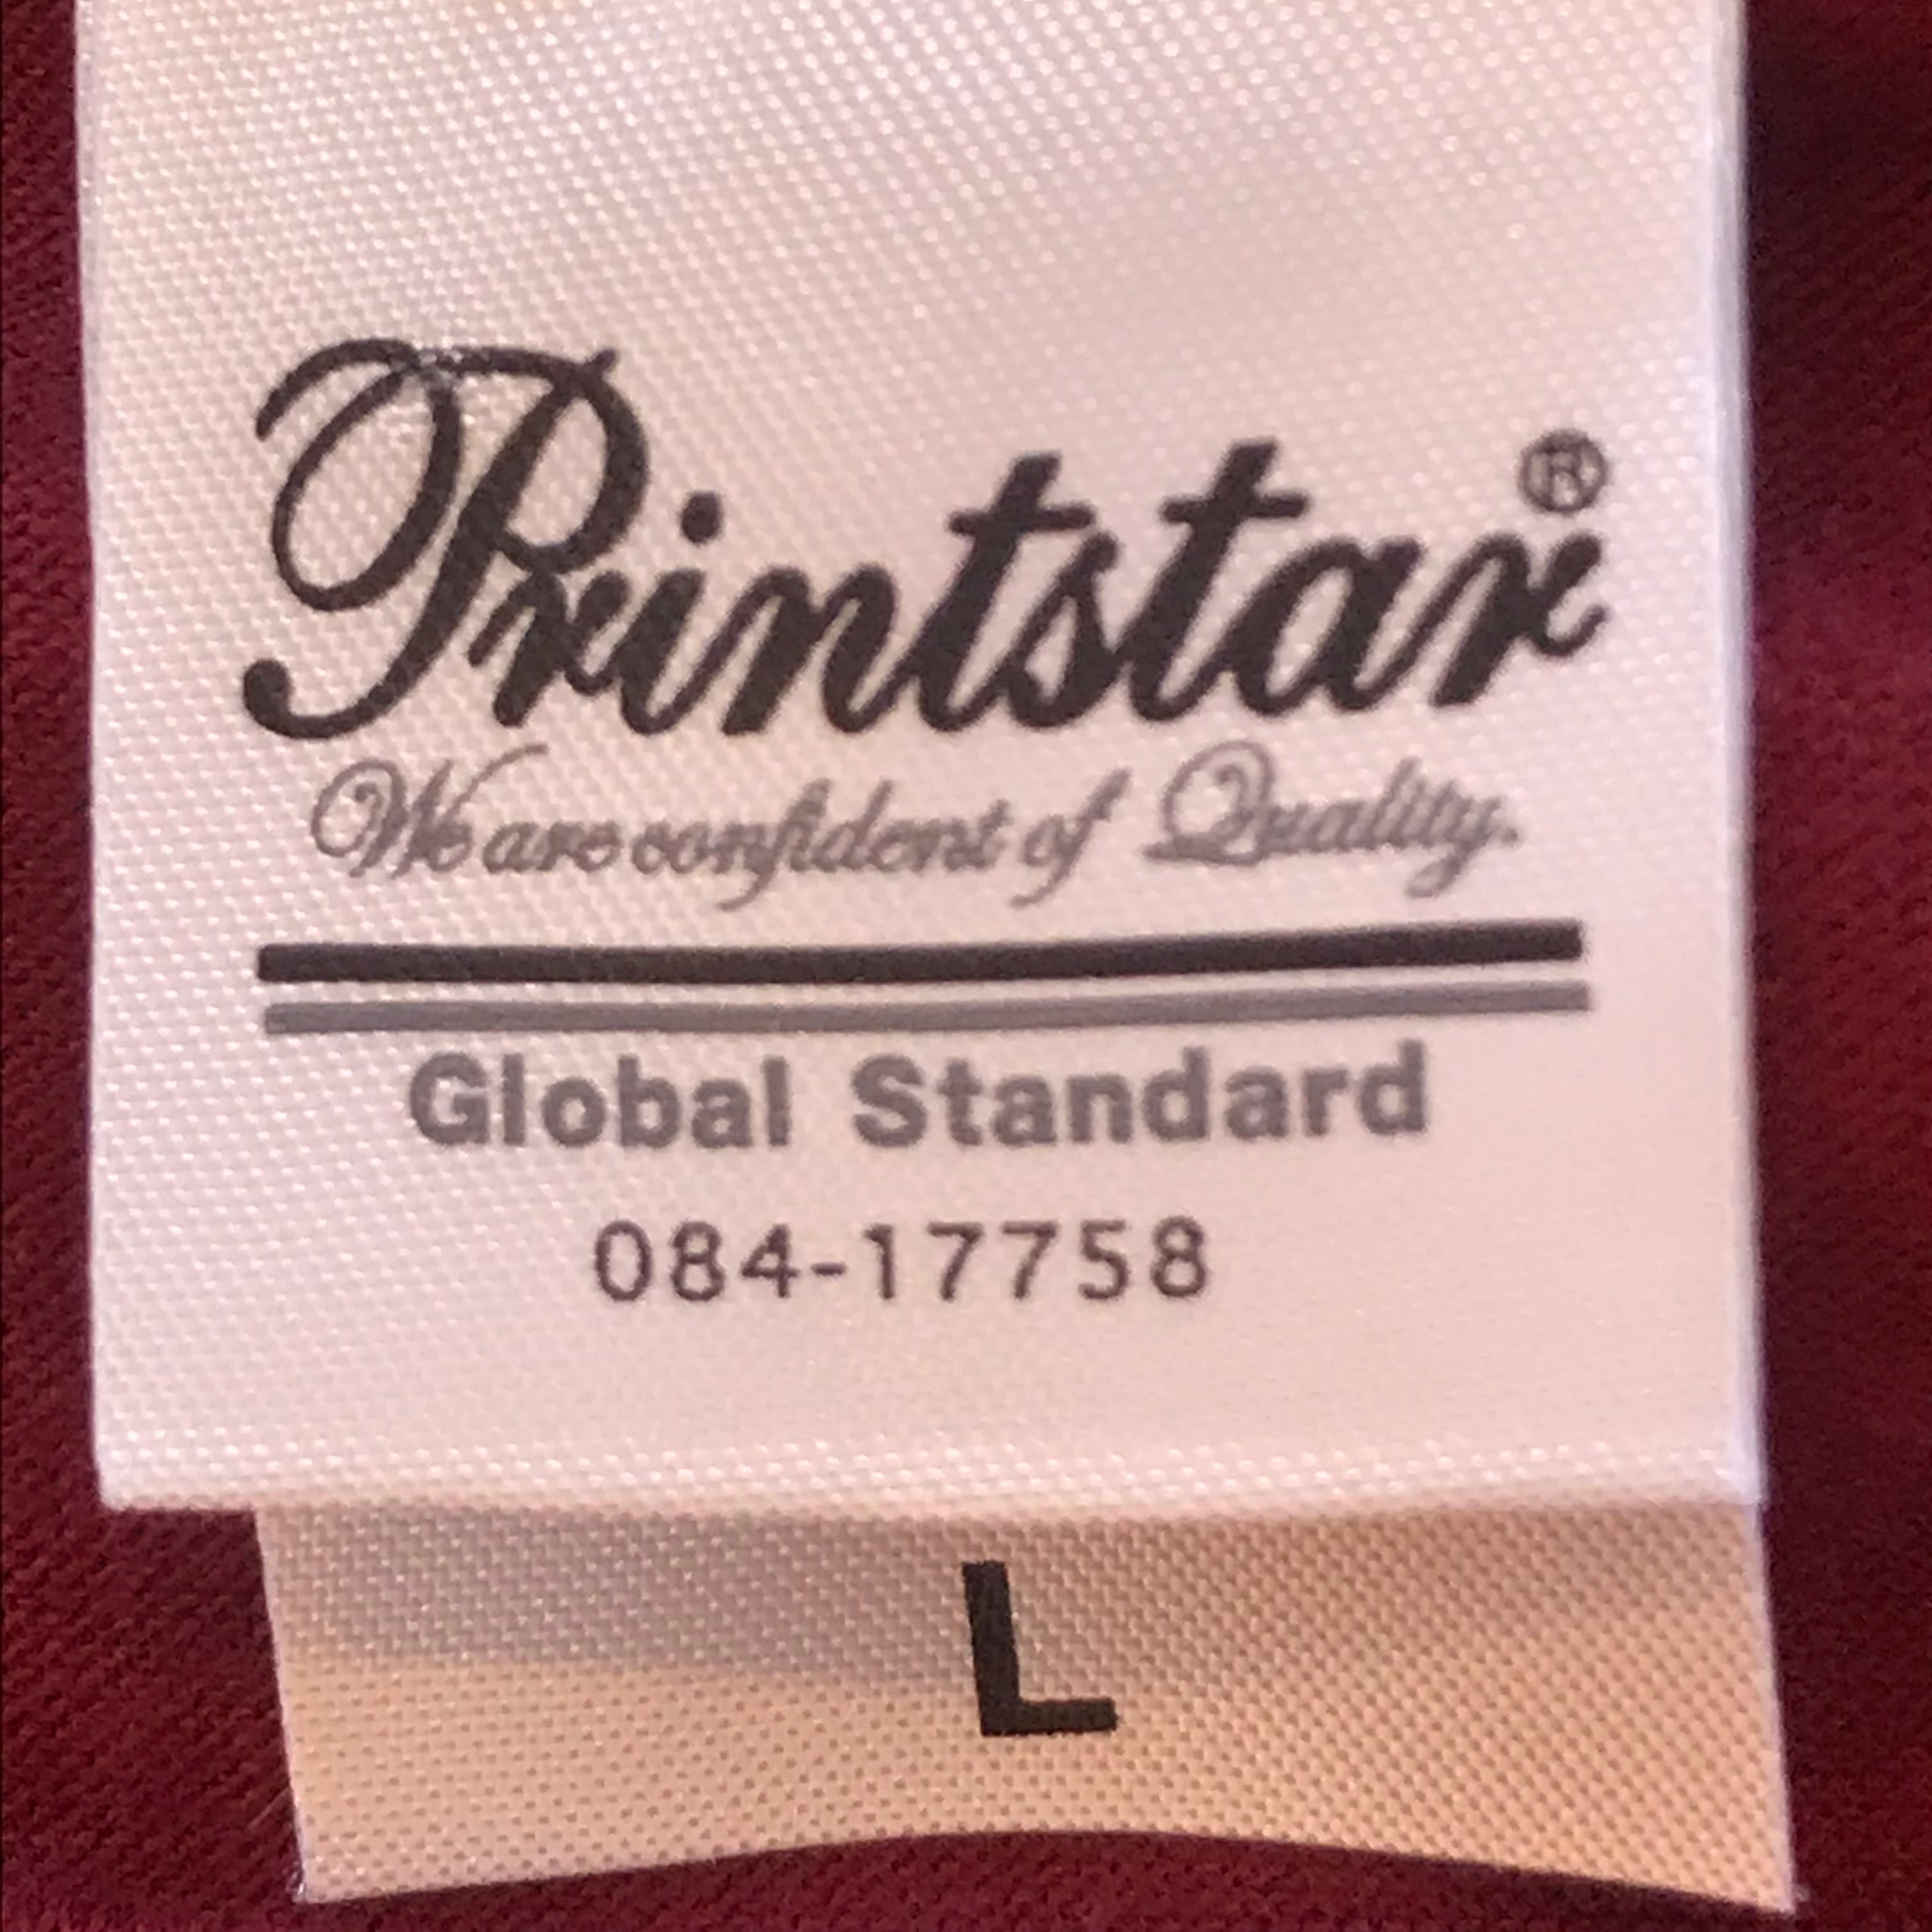 Printstar®
We are confident of Quality.
Global Standard
084-17758
L